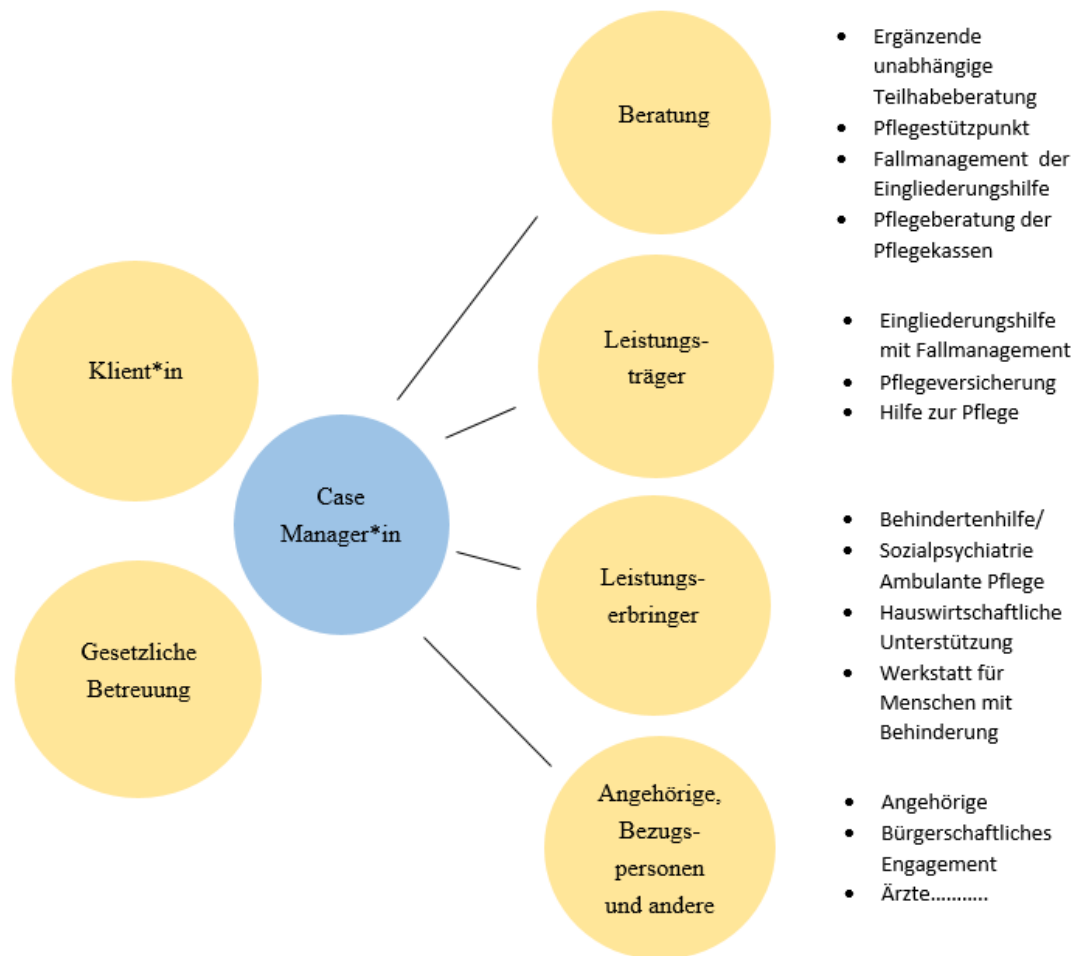 Klient*in
Gesetzliche
Betreuung
Case
Manager*in
Beratung
• Ergänzende
unabhängige
Teilhabeberatung
• Pflegestützpunkt
• Fallmanagement der
Eingliederungshilfe
• Pflegeberatung der
Pflegekassen
Leistungs-
träger
• Eingliederungshilfe
mit Fallmanagement
• Pflegeversicherung
• Hilfe zur Pflege
Leistungs-
erbringer
• Behindertenhilfe/
• Sozialpsychiatrie
Ambulante Pflege
• Hauswirtschaftliche
Unterstützung
• Werkstatt für
Menschen mit
Behinderung
Angehörige,
Bezugs-
personen
und andere
• Angehörige
• Bürgerschaftliches
Engagement
• Ärzte...........